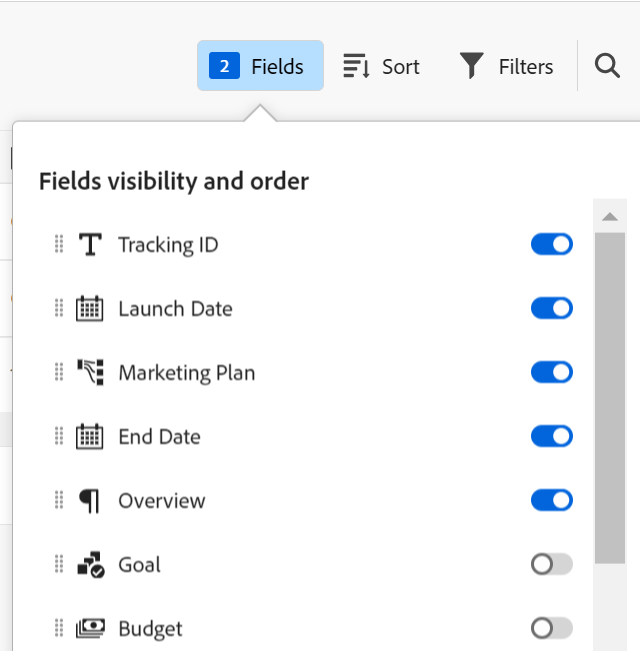 2 Fields Sort Filters
Fields visibility and order
Tracking ID
Launch Date
Marketing Plan
End Date
Overview
Goal
Budget